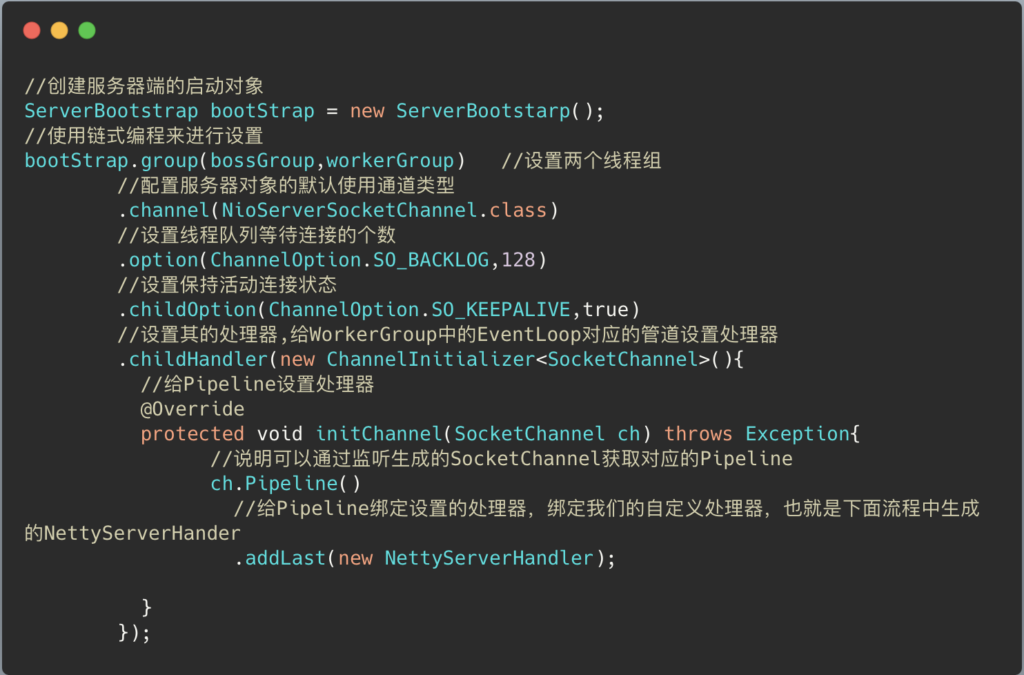 //创建服务器端的启动对象
ServerBootstrap bootStrap = new ServerBootstarp();
//使用链式编程来进行设置
bootStrap.group(bossGroup,workerGroup)   //设置两个线程组
        //配置服务器对象的默认使用通道类型
        .channel(NioServerSocketChannel.class)
        //设置线程队列等待连接的个数
        .option(ChannelOption.SO_BACKLOG,128)
        //设置保持活动连接状态
        .childOption(ChannelOption.SO_KEEPALIVE,true)
        //设置其的处理器,给WorkerGroup中的EventLoop对应的管道设置处理器
        .childHandler(new ChannelInitializer<SocketChannel>(){
          //给Pipeline设置处理器
          @Override
          protected void initChannel(SocketChannel ch) throws Exception{
                //说明可以通过监听生成的SocketChannel获取对应的Pipeline
                ch.Pipeline()
                  //给Pipeline绑定设置的处理器，绑定我们的自定义处理器，也就是下面流程中生成
的NettyServerHander
                  .addLast(new NettyServerHandler);
          }
        });